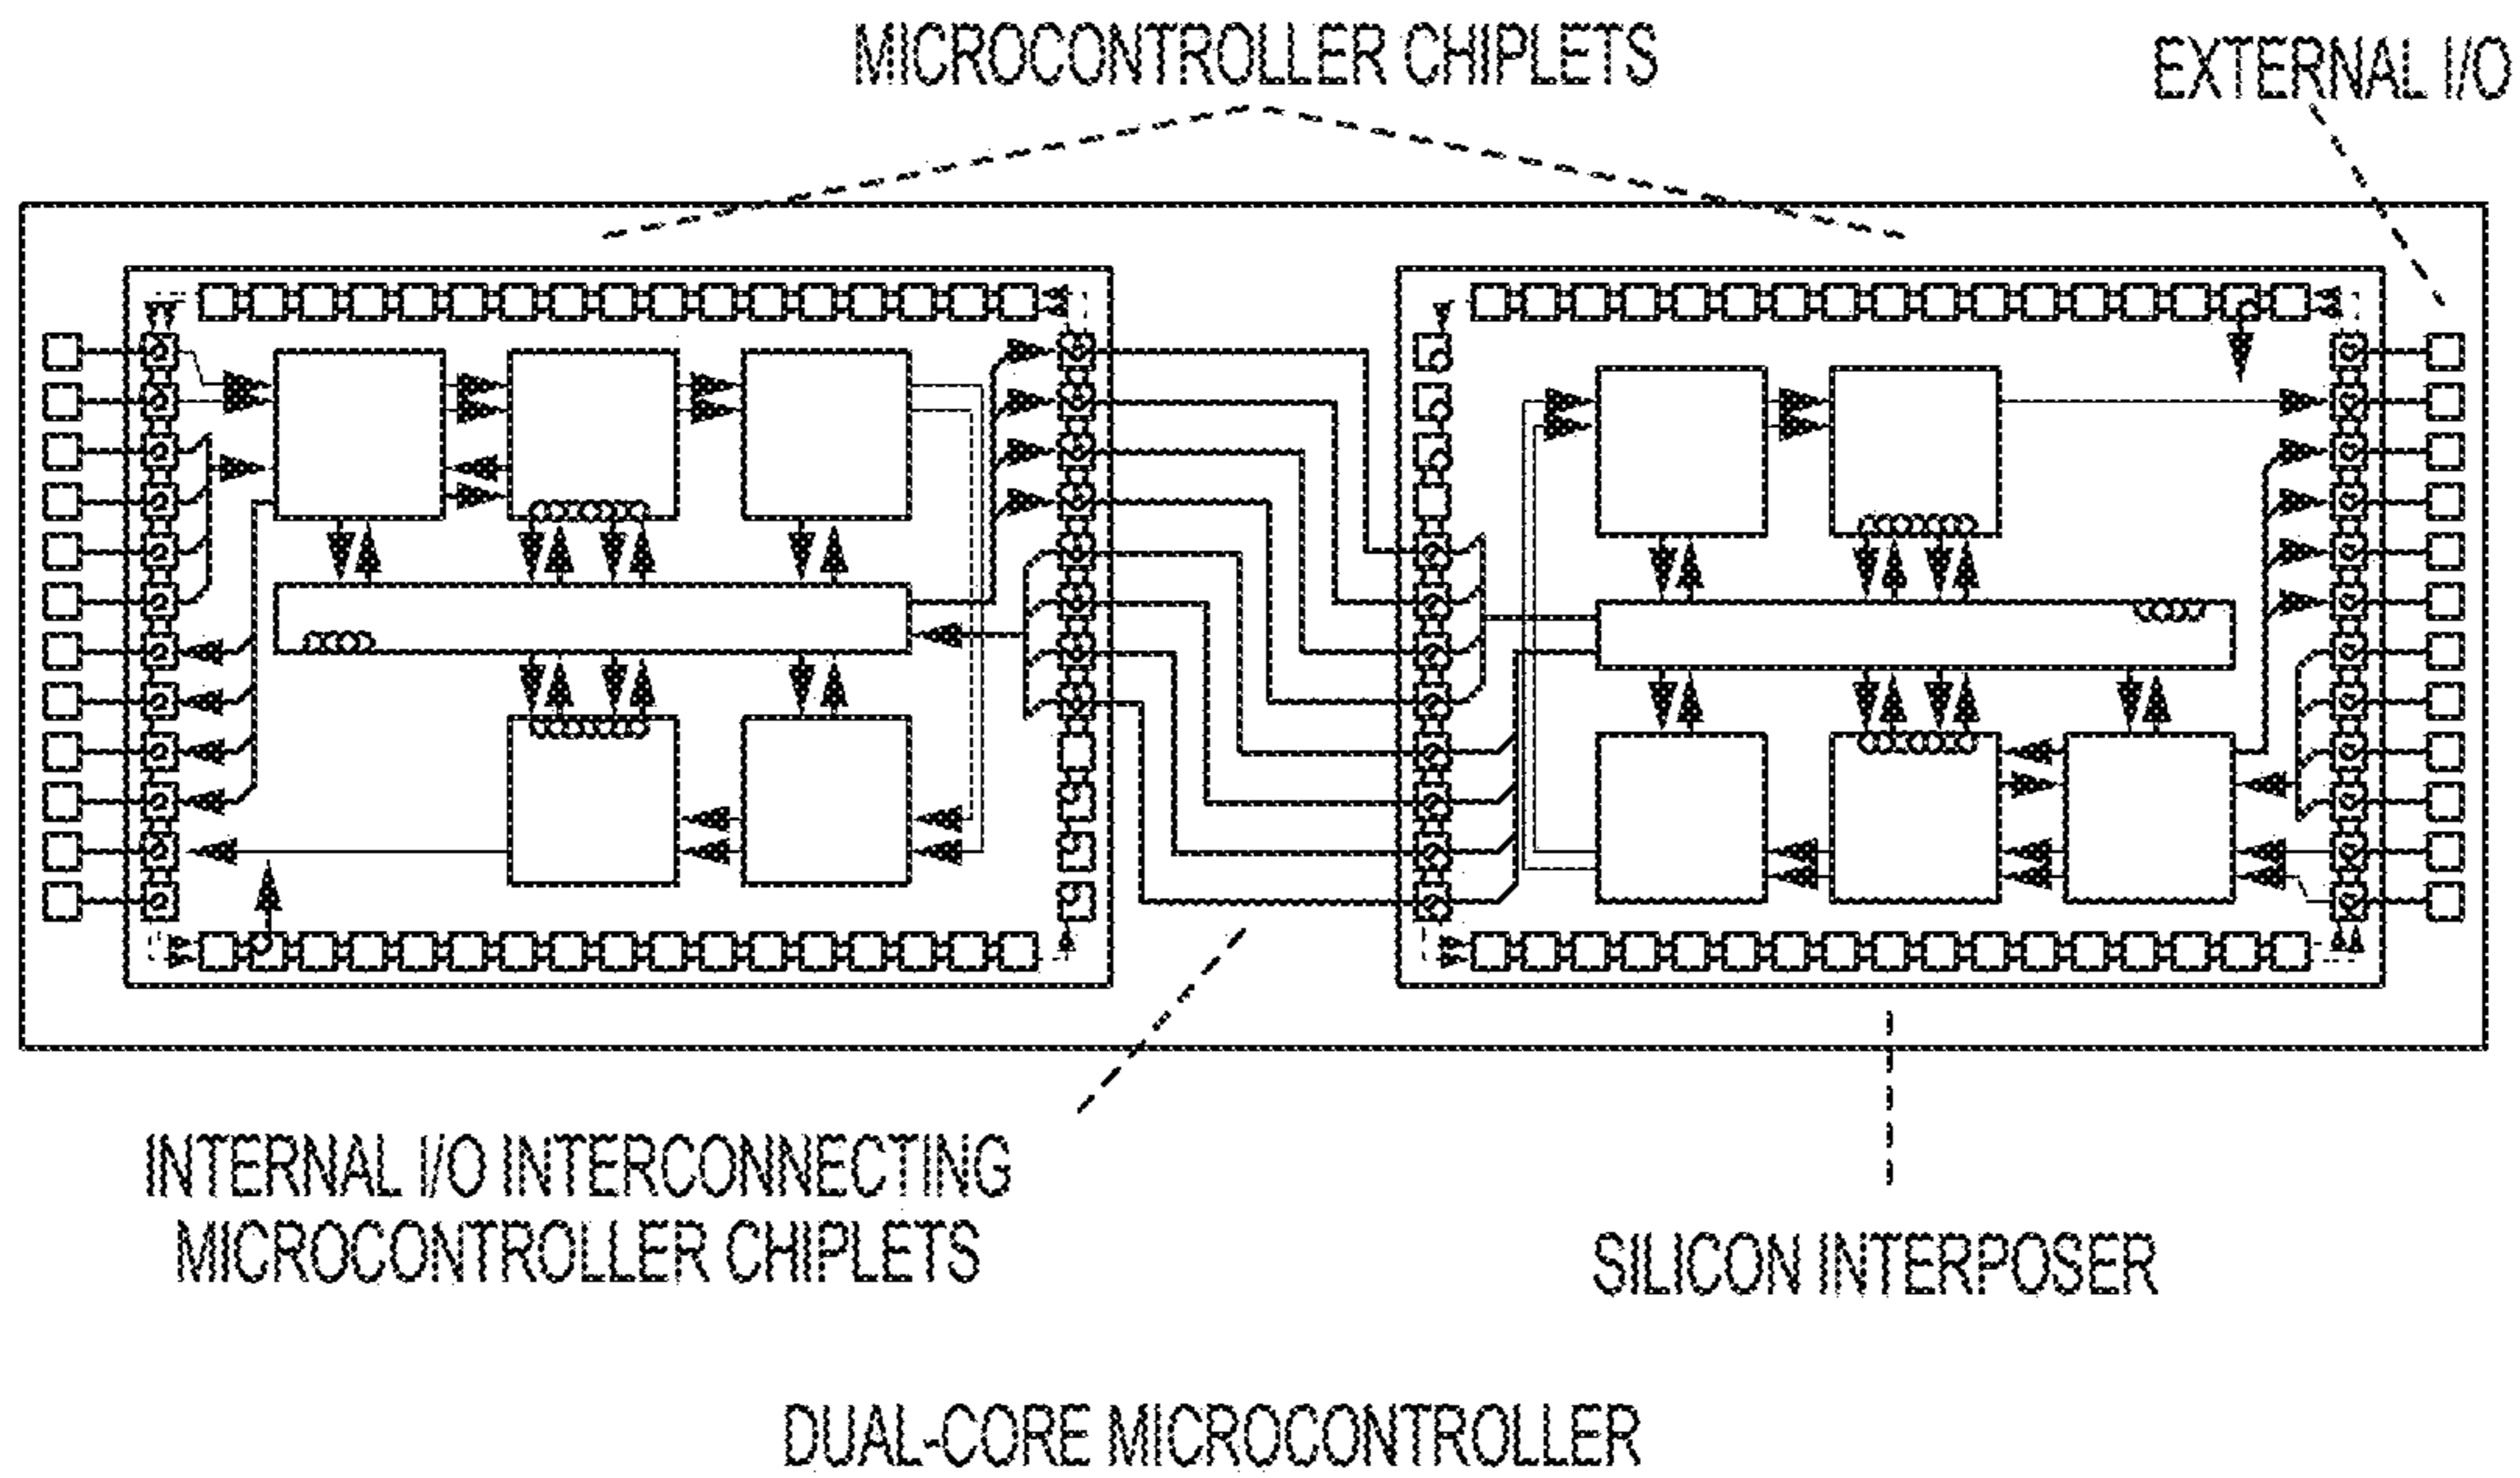 MICROCONTROLLER CHIPLETS
EXTERNAL I/O
INTERNAL I/O INTERCONNECTING
MICROCONTROLLER CHIPLETS
SILICON INTERPOSER
DUAL-CORE MICROCONTROLLER